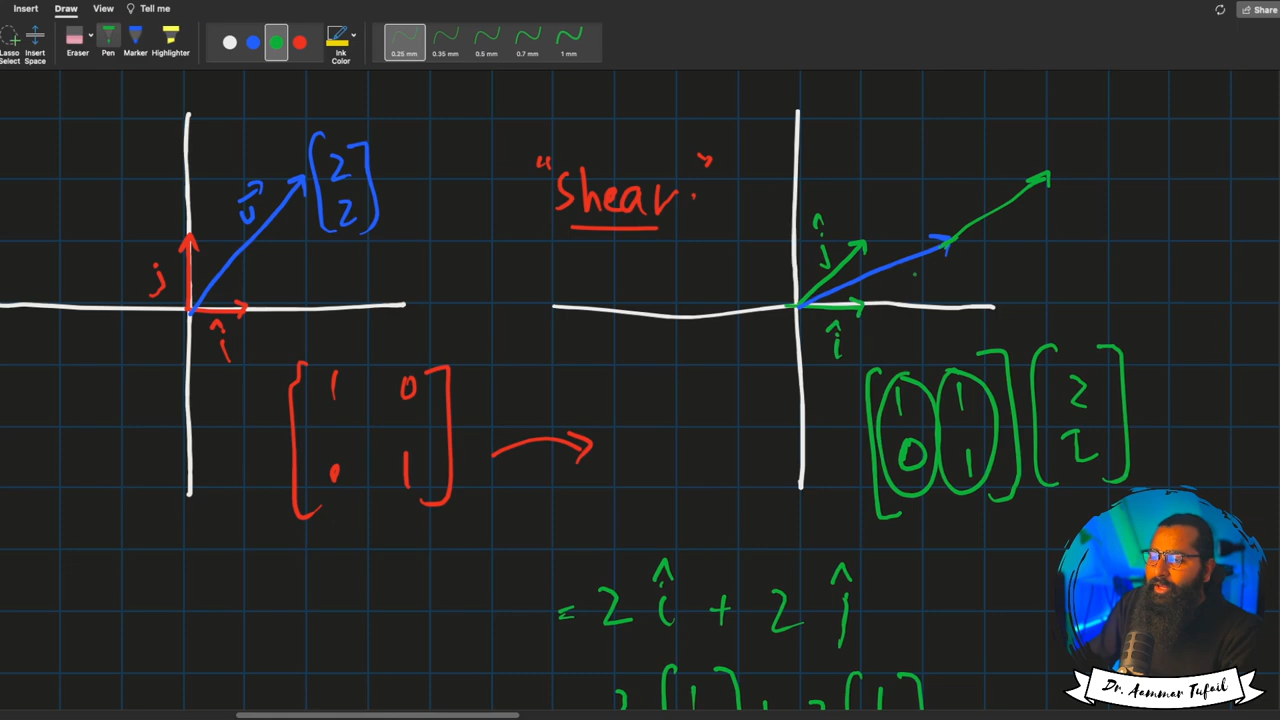 Insert Draw View Tell me
Share
Lasso Select
Insert Space
Eraser
Pen
Marker
Highlighter
Ink Color
0.25 mm
0.35 mm
0.5 mm
0.7 mm
1 mm
v⃗
2
2
j
î
"Shear."
ĵ
î
1 0
0 1
1 1
0 1
2
2
= 2 î + 2 ĵ
1 1
Dr. Aammar Tufail